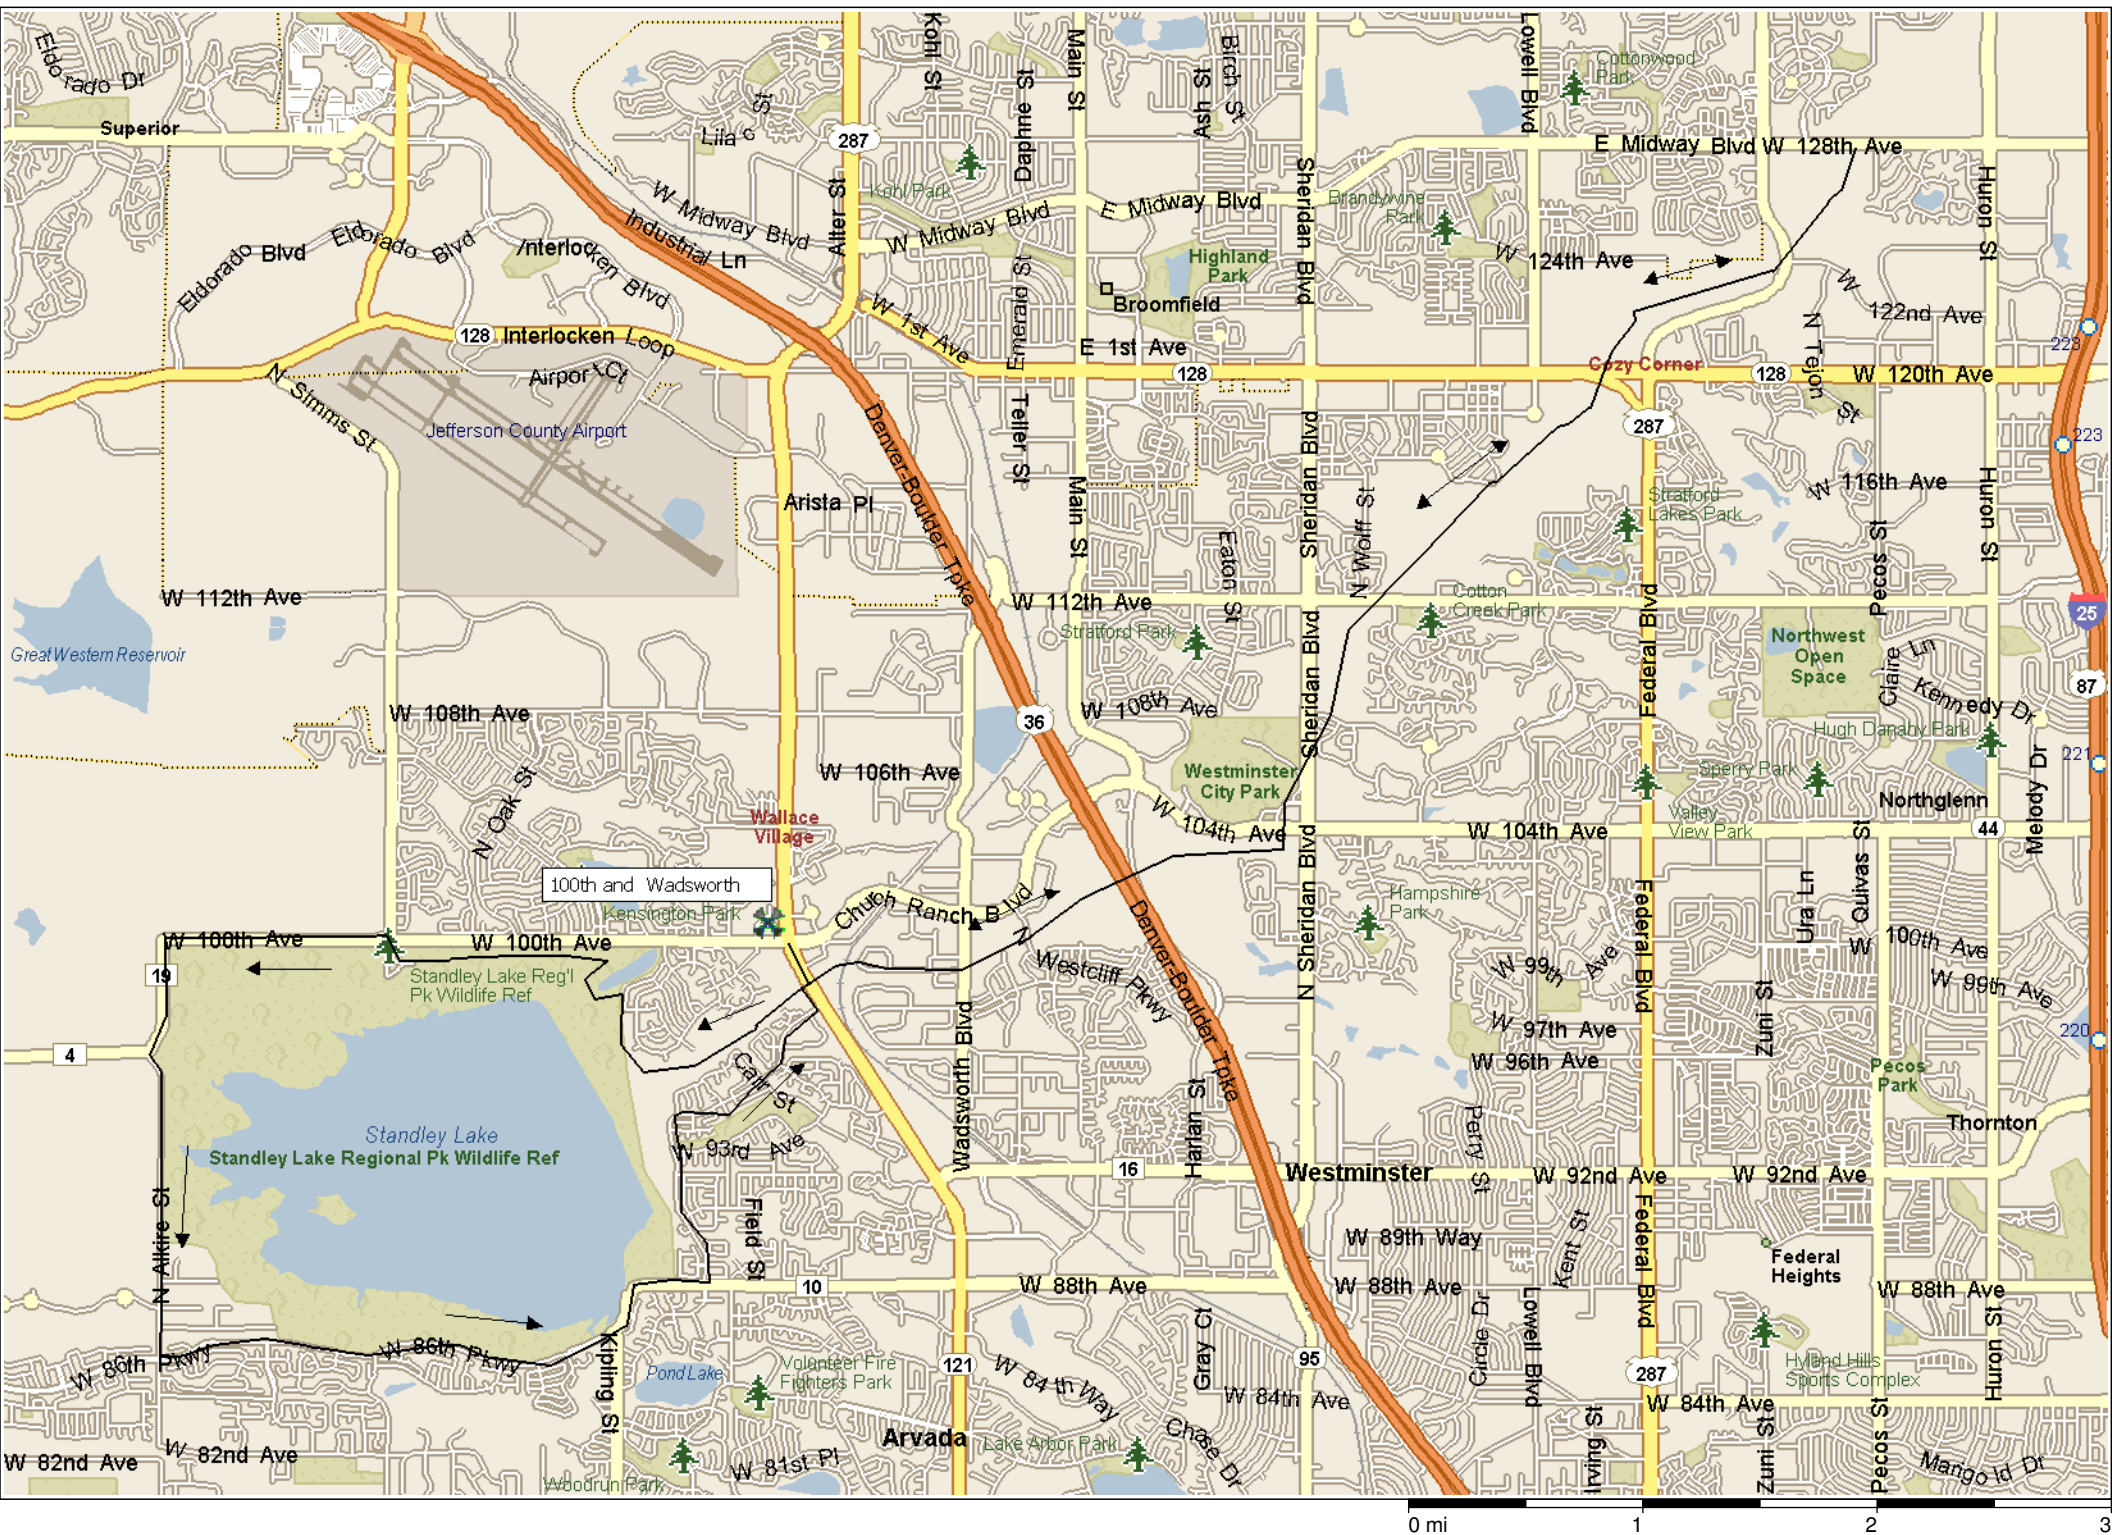 Eldorado Dr
Superior
Kohl St
Main St
Birch St
Ash St
Daphne St
Lowell Blvd
Cottonwood
Park
Lilac St
287
Kohl Park
Alter St
W Midway Blvd
Industrial Ln
W Midway Blvd
E Midway Blvd
E Midway Blvd
W 128th Ave
Sheridan Blvd
Brandywine
Park
Huron St
Eldorado Blvd
Eldorado Blvd
Interlocken Blvd
Highland
Park
W 124th Ave
Broomfield
Emerald St
W 122nd Ave
N Tejon St
223
128
Interlocken Loop
W 1st Ave
E 1st Ave
Airport Ct
128
Cozy Corner
128
W 120th Ave
N Simms St
Jefferson County Airport
Denver-Boulder Tpke
Teller St
Sheridan Blvd
287
223
Arista Pl
Main St
N Wolff St
Stratford
Lakes Park
W 116th Ave
Huron St
Eaton St
Pecos St
W 112th Ave
W 112th Ave
Cotton
Creek Park
Federal Blvd
25
Great Western Reservoir
Stratford Park
Sheridan Blvd
Northwest
Open
Space
Claire Ln
Kennedy Dr
87
W 108th Ave
36
W 108th Ave
Hugh Danahy Park
221
N Oak St
W 106th Ave
Westminster
City Park
Sperry Park
Melody Dr
Wallace
Village
W 104th Ave
W 104th Ave
Valley
View Park
Northglenn
44
100th and Wadsworth
Kensington Park
Church Ranch Blvd
N Sheridan Blvd
Hampshire
Park
Federal Blvd
Ura Ln
Quivas St
W 100th Ave
W 100th Ave
N Westcliff Pkwy
Denver-Boulder Tpke
W 99th Ave
W 100th Ave
W 99th Ave
19
Standley Lake Reg'l
Pk Wildlife Ref
Zuni St
W 97th Ave
220
4
Wadsworth Blvd
W 96th Ave
Carr St
Harlan St
Pecos
Park
Perry St
Thornton
Standley Lake
Standley Lake Regional Pk Wildlife Ref
W 93rd Ave
16
Westminster
W 92nd Ave
W 92nd Ave
N Alkire St
Field St
W 89th Way
Kent St
Federal Blvd
Federal
Heights
10
W 88th Ave
W 88th Ave
W 88th Ave
W 86th Pkwy
W 86th Pkwy
Kipling St
Pond Lake
Volunteer Fire
Fighters Park
121
W 84th Way
Gray Ct
95
Circle Dr
Lowell Blvd
287
Hyland Hills
Sports Complex
Huron St
W 84th Ave
W 84th Ave
W 82nd Ave
W 82nd Ave
Woodrun Park
W 81st Pl
Arvada
Lake Arbor Park
Chase Dr
Irving St
Zuni St
Pecos St
Marigold Dr
0 mi
1
2
3